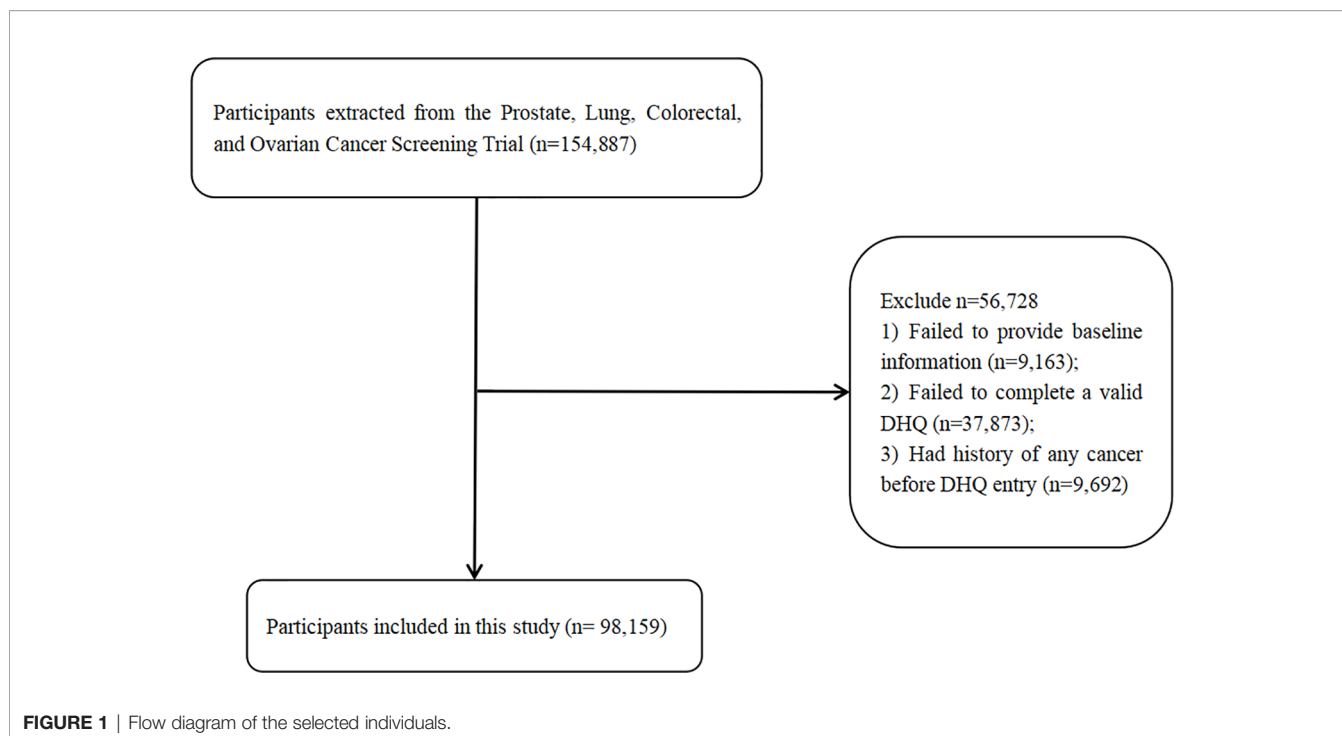 Participants extracted from the Prostate, Lung, Colorectal,
and Ovarian Cancer Screening Trial (n=154,887)
Exclude n=56,728
1) Failed to provide baseline
information (n=9,163);
2) Failed to complete a valid
DHQ (n=37,873);
3) Had history of any cancer
before DHQ entry (n=9,692)
Participants included in this study (n= 98,159)
FIGURE 1 | Flow diagram of the selected individuals.